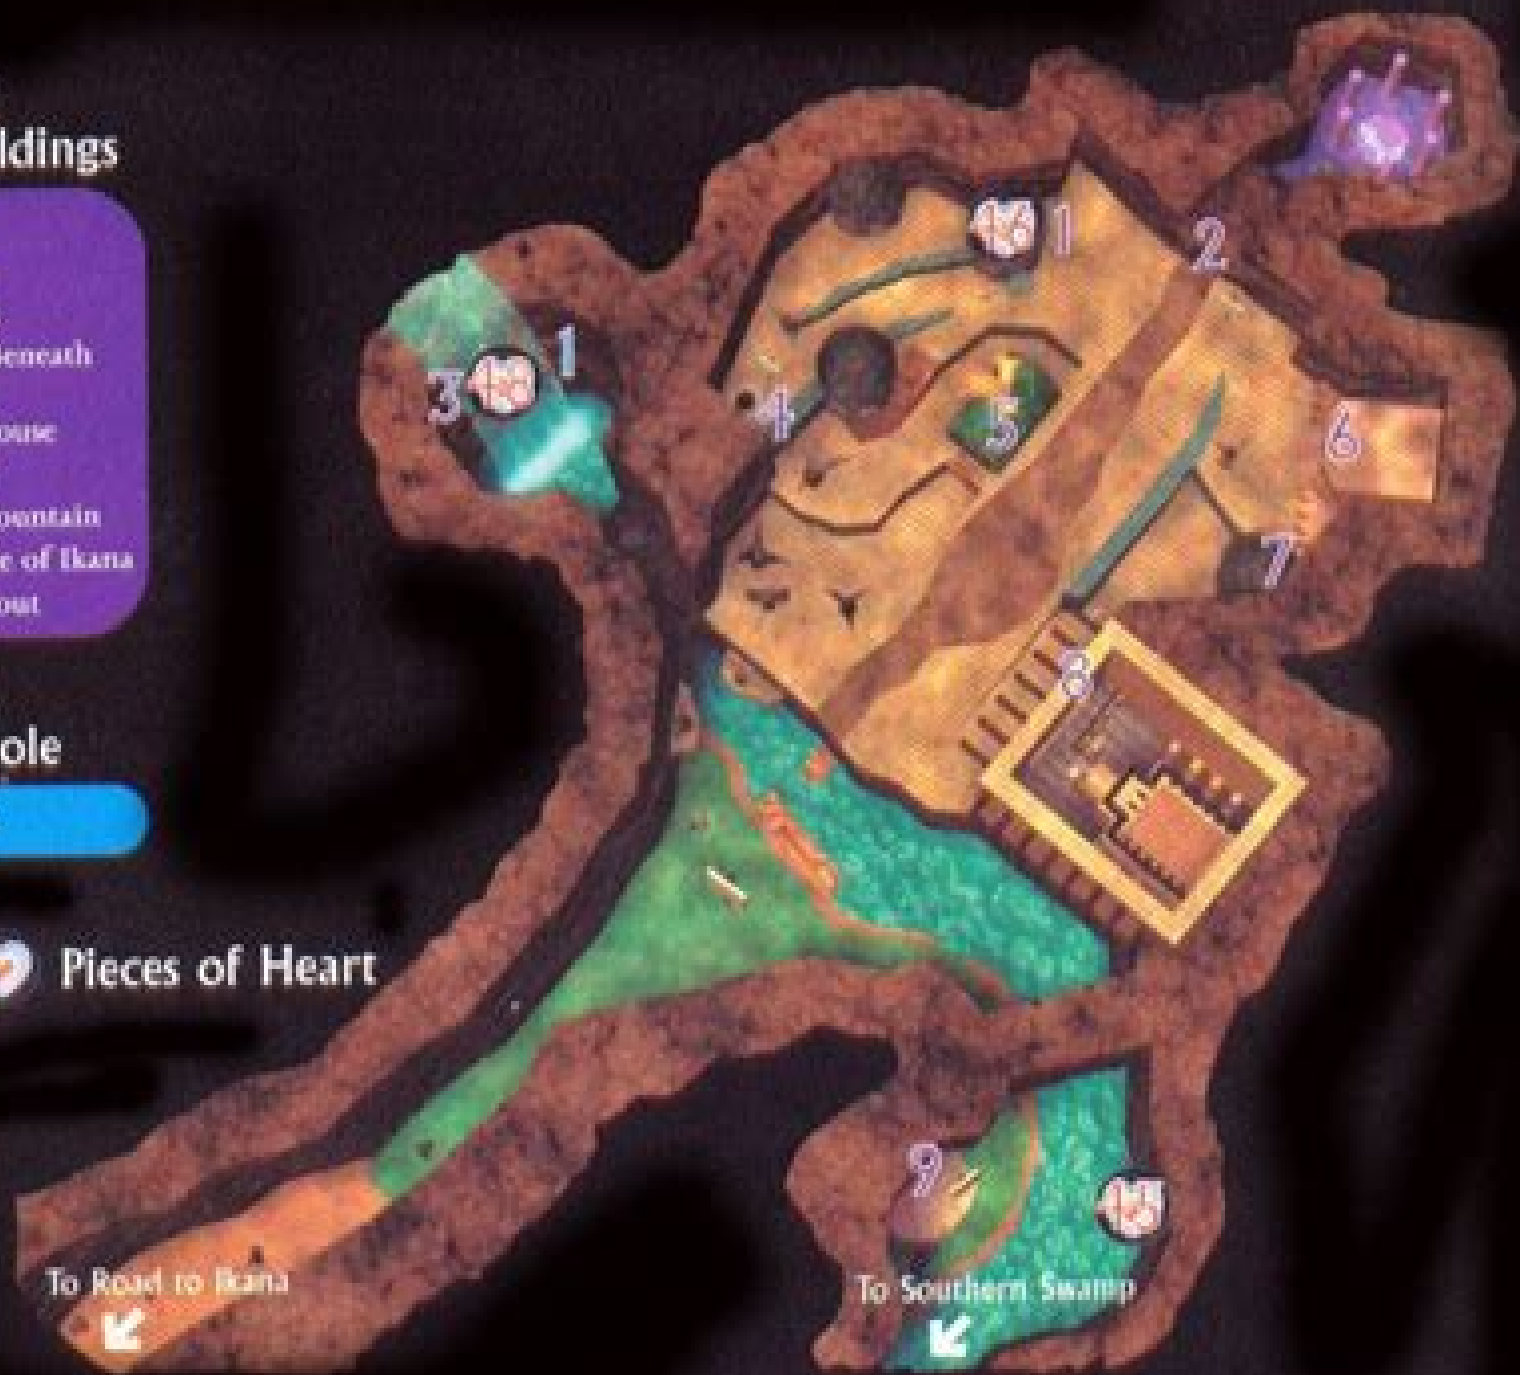 ldings
eneath
ouse
ountain
e of Ikana
out
ole
Pieces of Heart
1
2
1
3
4
5
6
7
8
9
To Road to Ikana
To Southern Swamp